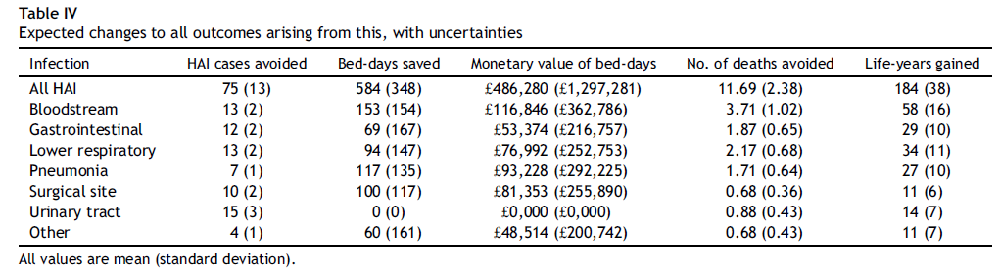 Table IV
Expected changes to all outcomes arising from this, with uncertainties
Infection HAI cases avoided Bed-days saved Monetary value of bed-days No. of deaths avoided Life-years gained
All HAI 75 (13) 584 (348) £486,280 (£1,297,281) 11.69 (2.38) 184 (38)
Bloodstream 13 (2) 153 (154) £116,846 (£362,786) 3.71 (1.02) 58 (16)
Gastrointestinal 12 (2) 69 (167) £53,374 (£216,757) 1.87 (0.65) 29 (10)
Lower respiratory 13 (2) 94 (147) £76,992 (£252,753) 2.17 (0.68) 34 (11)
Pneumonia 7 (1) 117 (135) £93,228 (£292,225) 1.71 (0.64) 27 (10)
Surgical site 10 (2) 100 (117) £81,353 (£255,890) 0.68 (0.36) 11 (6)
Urinary tract 15 (3) 0 (0) £0,000 (£0,000) 0.88 (0.43) 14 (7)
Other 4 (1) 60 (161) £48,514 (£200,742) 0.68 (0.43) 11 (7)
All values are mean (standard deviation).